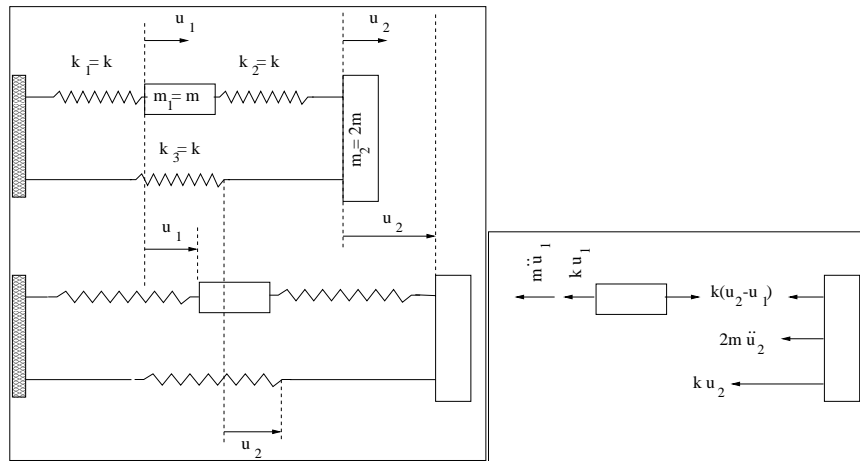 u 1
u 2
k 1 = k
k 2 = k
m 1 = m
m 2 = 2m
k 3 = k
u 2
u 1
u 2
m ü 1
k u 1
k(u 2 -u 1 )
2m ü 2
k u 2